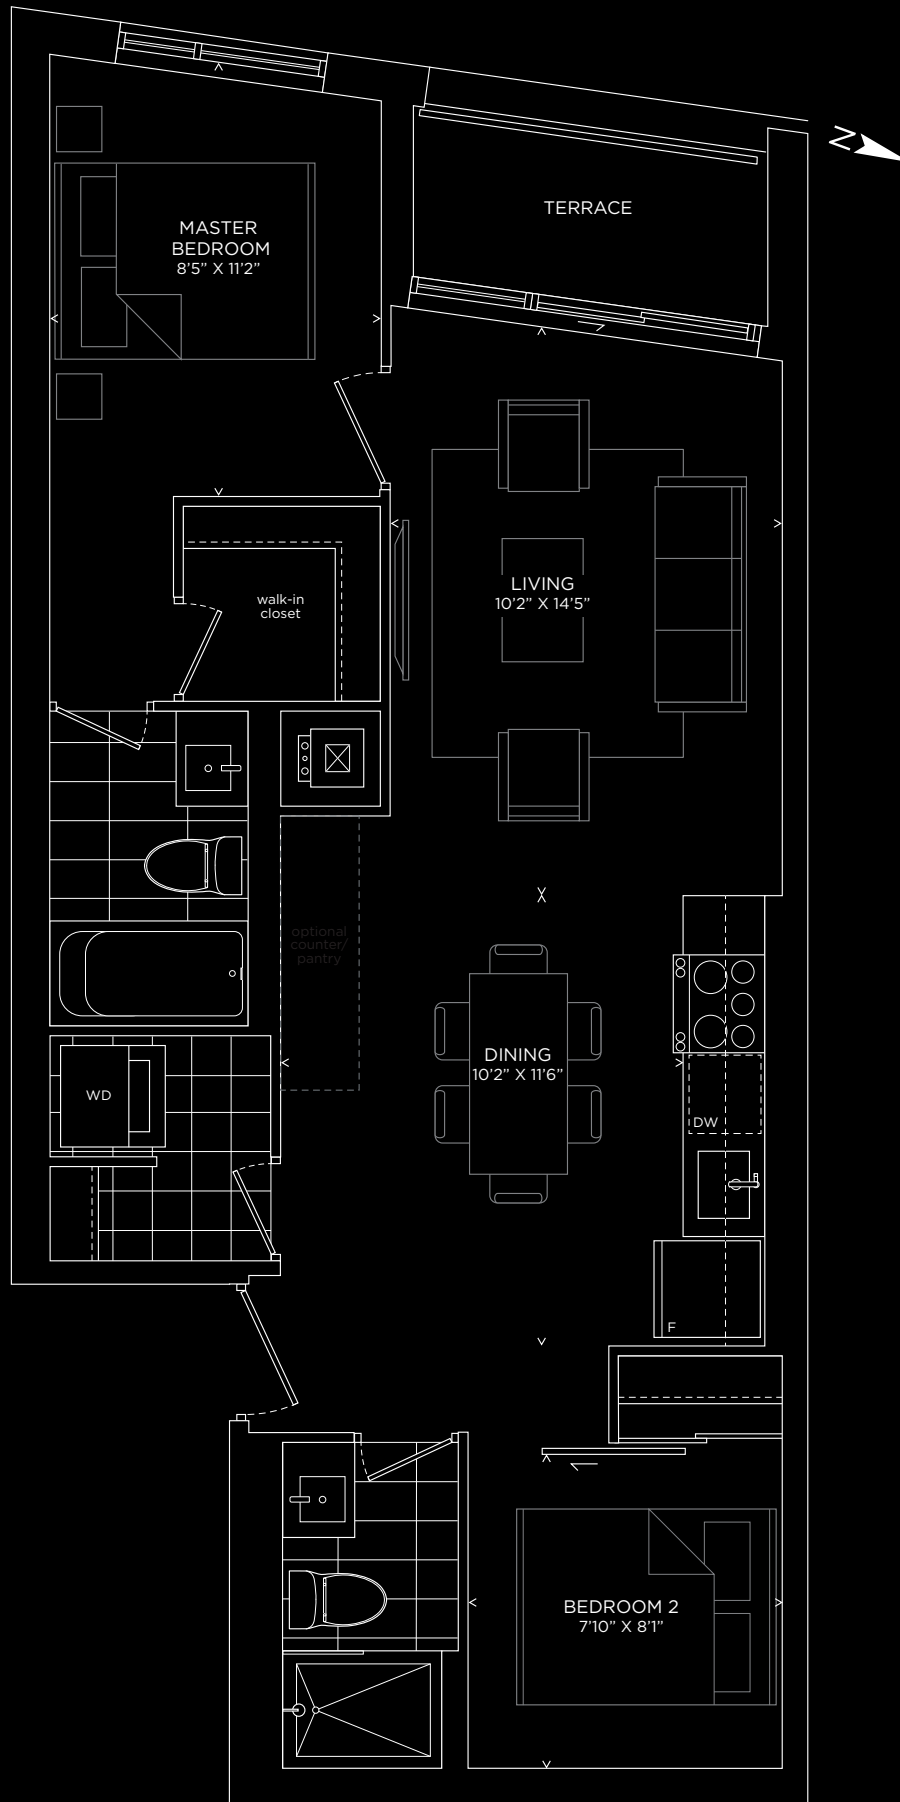 N
TERRACE
MASTER
BEDROOM
8’5” X 11’2”
LIVING
10’2” X 14’5”
walk-in
closet
optional
counter/
pantry
DINING
10’2” X 11’6”
WD
DW
F
BEDROOM 2
7’10” X 8’1”